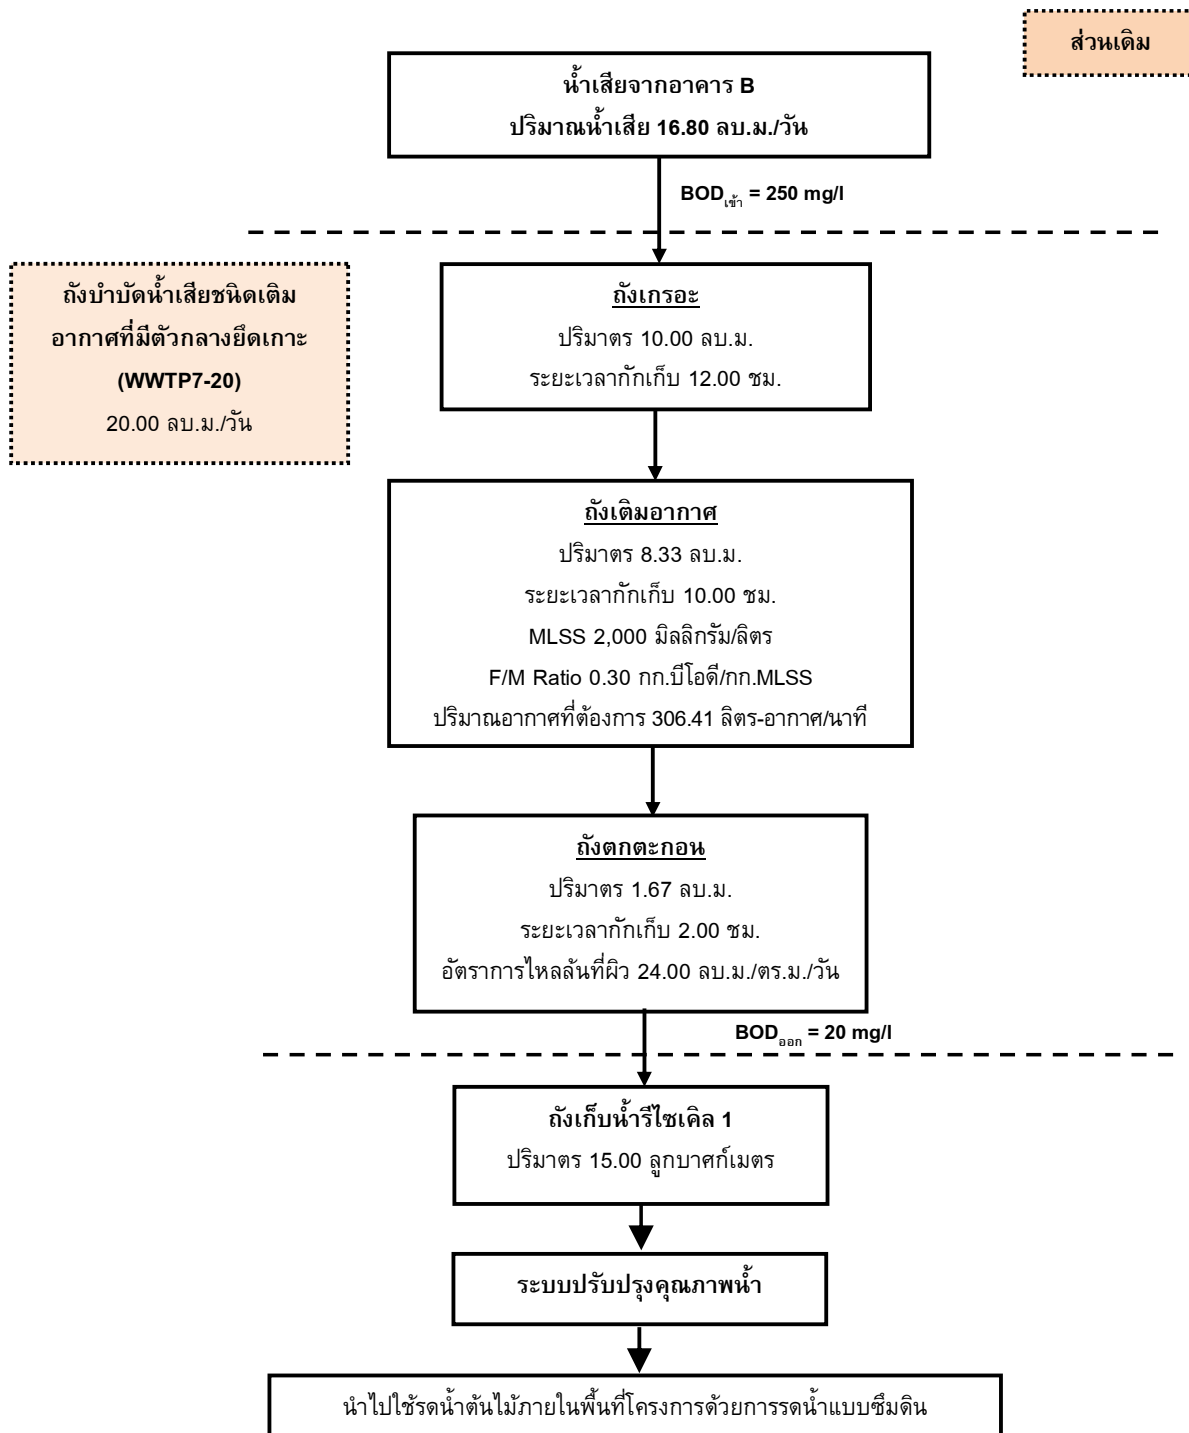 ส่วนเดิม
น้ำเสียจากอาคาร B
ปริมาณน้ำเสีย 16.80 ลบ.ม./วัน
BODเข้า = 250 mg/l
ถังบำบัดน้ำเสียชนิดเติม
อากาศที่มีตัวกลางยึดเกาะ
(WWTP7-20)
20.00 ลบ.ม./วัน
ถังเกรอะ
ปริมาตร 10.00 ลบ.ม.
ระยะเวลากักเก็บ 12.00 ชม.
ถังเติมอากาศ
ปริมาตร 8.33 ลบ.ม.
ระยะเวลากักเก็บ 10.00 ชม.
MLSS 2,000 มิลลิกรัม/ลิตร
F/M Ratio 0.30 กก.บีโอดี/กก.MLSS
ปริมาณอากาศที่ต้องการ 306.41 ลิตร-อากาศ/นาที
ถังตกตะกอน
ปริมาตร 1.67 ลบ.ม.
ระยะเวลากักเก็บ 2.00 ชม.
อัตราการไหลล้นที่ผิว 24.00 ลบ.ม./ตร.ม./วัน
BODออก = 20 mg/l
ถังเก็บน้ำรีไซเคิล 1
ปริมาตร 15.00 ลูกบาศก์เมตร
ระบบปรับปรุงคุณภาพน้ำ
นำไปใช้รดน้ำต้นไม้ภายในพื้นที่โครงการด้วยการรดน้ำแบบซึมดิน